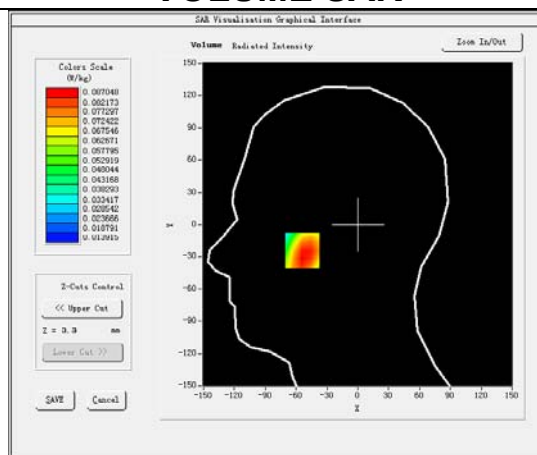 VOLUME SAR
SAR Visualisation Graphical Interface
Volume Radiated Intensity
Zoom In/Out
Colors Scale
(W/kg)
0.087048
0.082173
0.077297
0.072422
0.067546
0.062671
0.057795
0.052919
0.048044
0.043168
0.038293
0.033417
0.028542
0.023666
0.018791
0.013915
Z-Cuts Control
<< Upper Cut
Z = 3.3 mm
Lower Cut >>
SAVE
Cancel
150
120
90
60
30
0
-30
-60
-90
-120
-150
Y
-150 -120 -90 -60 -30 0 30 60 90 120 150
X